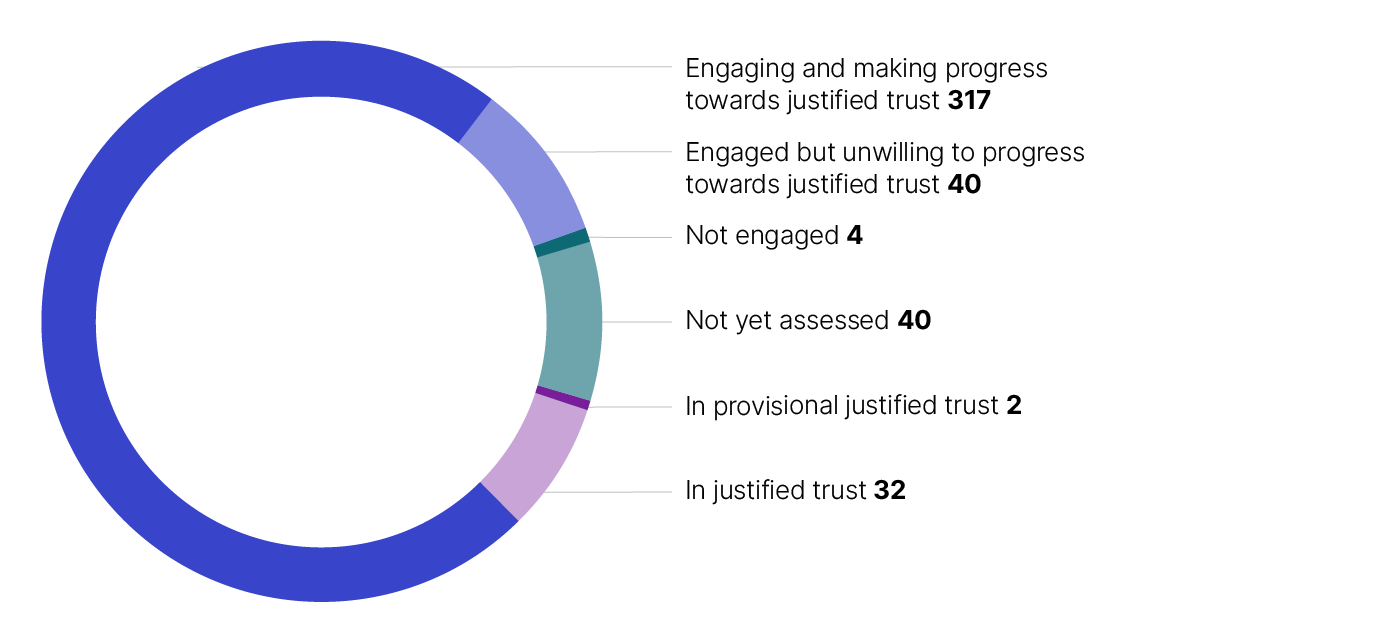 Engaging and making progress
towards justified trust 317
Engaged but unwilling to progress
towards justified trust 40
Not engaged 4
Not yet assessed 40
In provisional justified trust 2
In justified trust 32